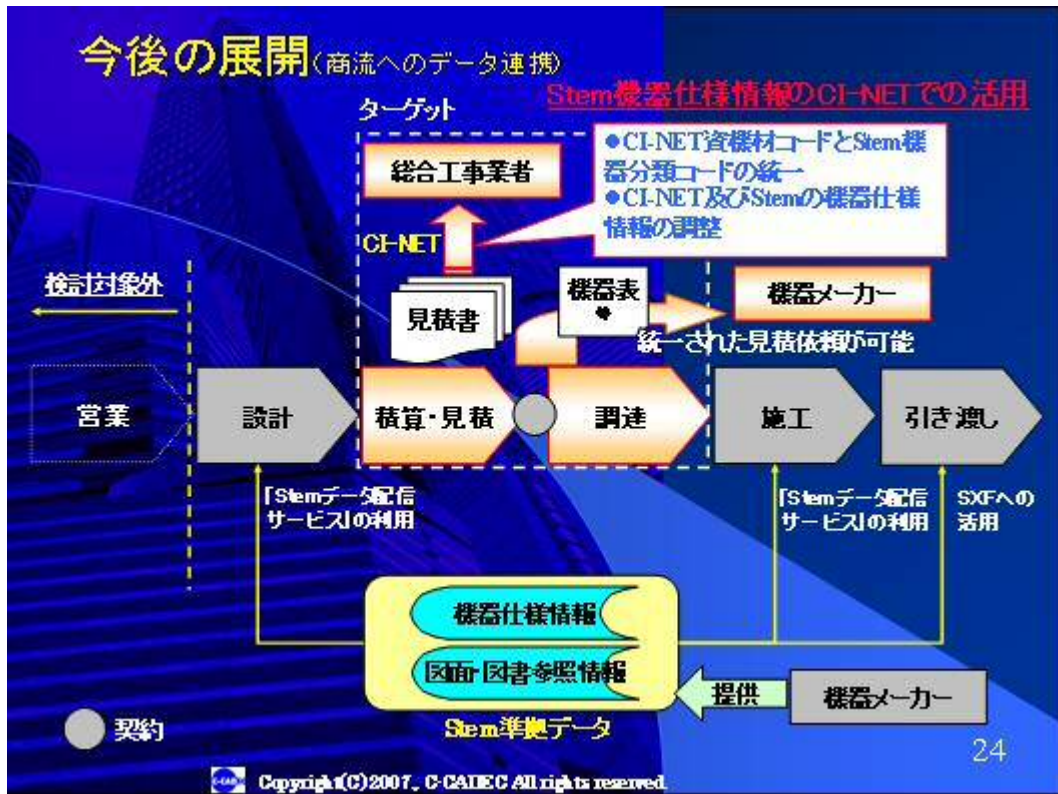 今後の展開(商流へのデータ連携)
Stem機器仕様情報のCI-NETでの活用
ターゲット
●CI-NET資機材コードとStem機
器分類コードの統一
●CI-NET及びStemの機器仕様
情報の調整
総合工事業者
CI-NET
検討対象外
見積書
機器表
機器メーカー
統一された見積依頼が可能
営業
設計
積算・見積
調達
施工
引き渡し
「Stemデータ配信
サービス」の利用
「Stemデータ配信
サービス」の利用
SXFへの
活用
機器仕様情報
図面・図書参照情報
Stem準拠データ
提供
機器メーカー
契約
24
C-CADEC
Copyright(C)2007、C-CADEC All rights reserved.